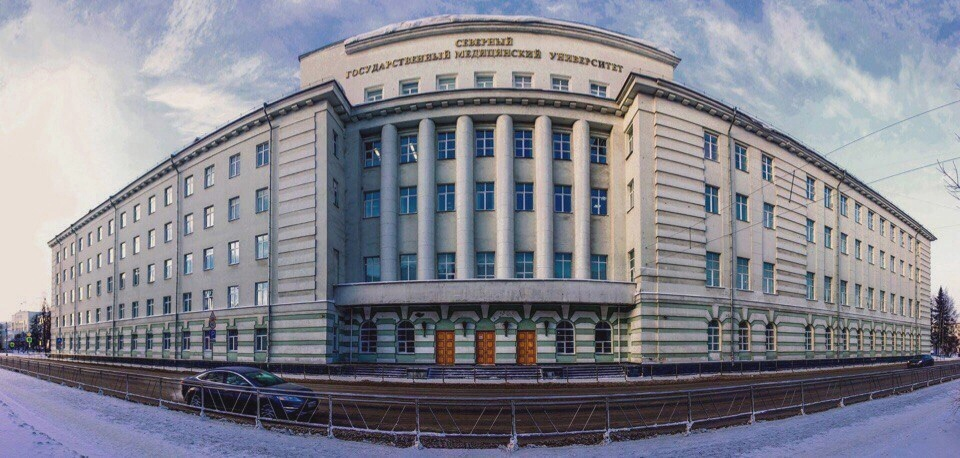 СЕВЕРНЫЙ
ГОСУДАРСТВЕННЫЙ МЕДИЦИНСКИЙ УНИВЕРСИТЕТ